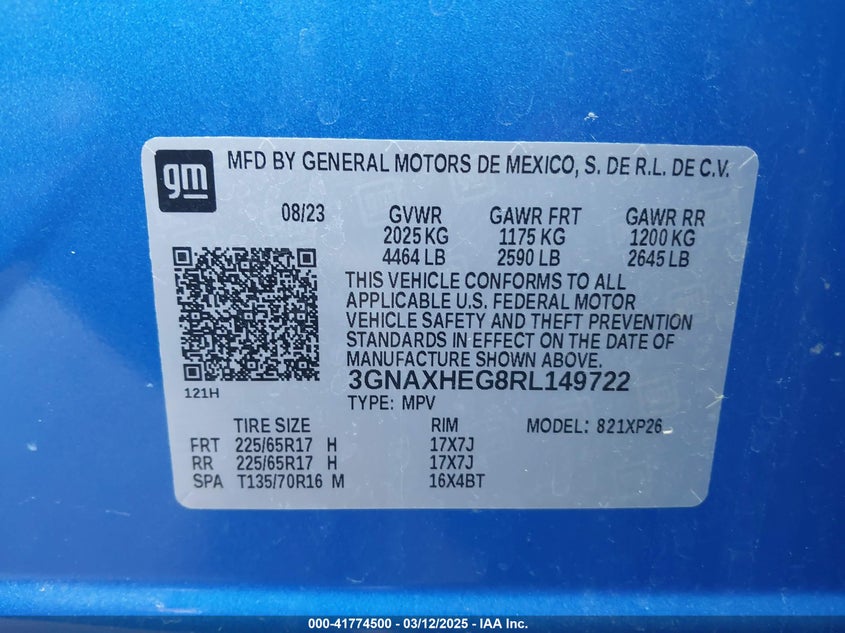 gm
MFD BY GENERAL MOTORS DE MEXICO, S. DE R.L. DE C.V.
08/23 GVWR GAWR FRT GAWR RR
2025 KG 1175 KG 1200 KG
4464 LB 2590 LB 2645 LB
THIS VEHICLE CONFORMS TO ALL
APPLICABLE U.S. FEDERAL MOTOR
VEHICLE SAFETY AND THEFT PREVENTION
STANDARDS IN EFFECT ON THE DATE OF
MANUFACTURE SHOWN ABOVE.
3GNAXHEG8RL149722
121H
TYPE: MPV
TIRE SIZE RIM MODEL: 821XP26
FRT 225/65R17 H 17X7J
RR 225/65R17 H 17X7J
SPA T135/70R16 M 16X4BT
000-41774500 - 03/12/2025 - IAA Inc.